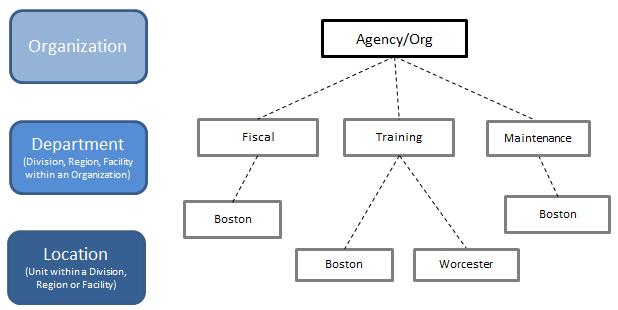 Organization
Agency/Org
Department
(Division, Region, Facility
within an Organization)
Fiscal
Training
Maintenance
Boston
Boston
Location
(Unit within a Division,
Region or Facility)
Boston
Worcester